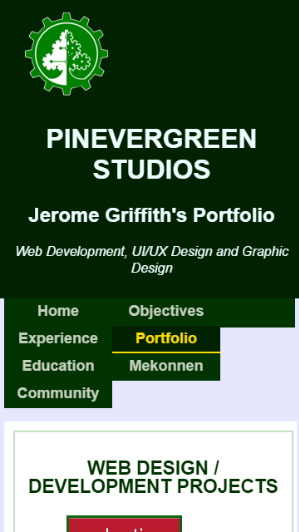 PINEVERGREEN
STUDIOS
Jerome Griffith's Portfolio
Web Development, UI/UX Design and Graphic
Design
Home Objectives
Experience Portfolio
Education Mekonnen
Community
WEB DESIGN /
DEVELOPMENT PROJECTS